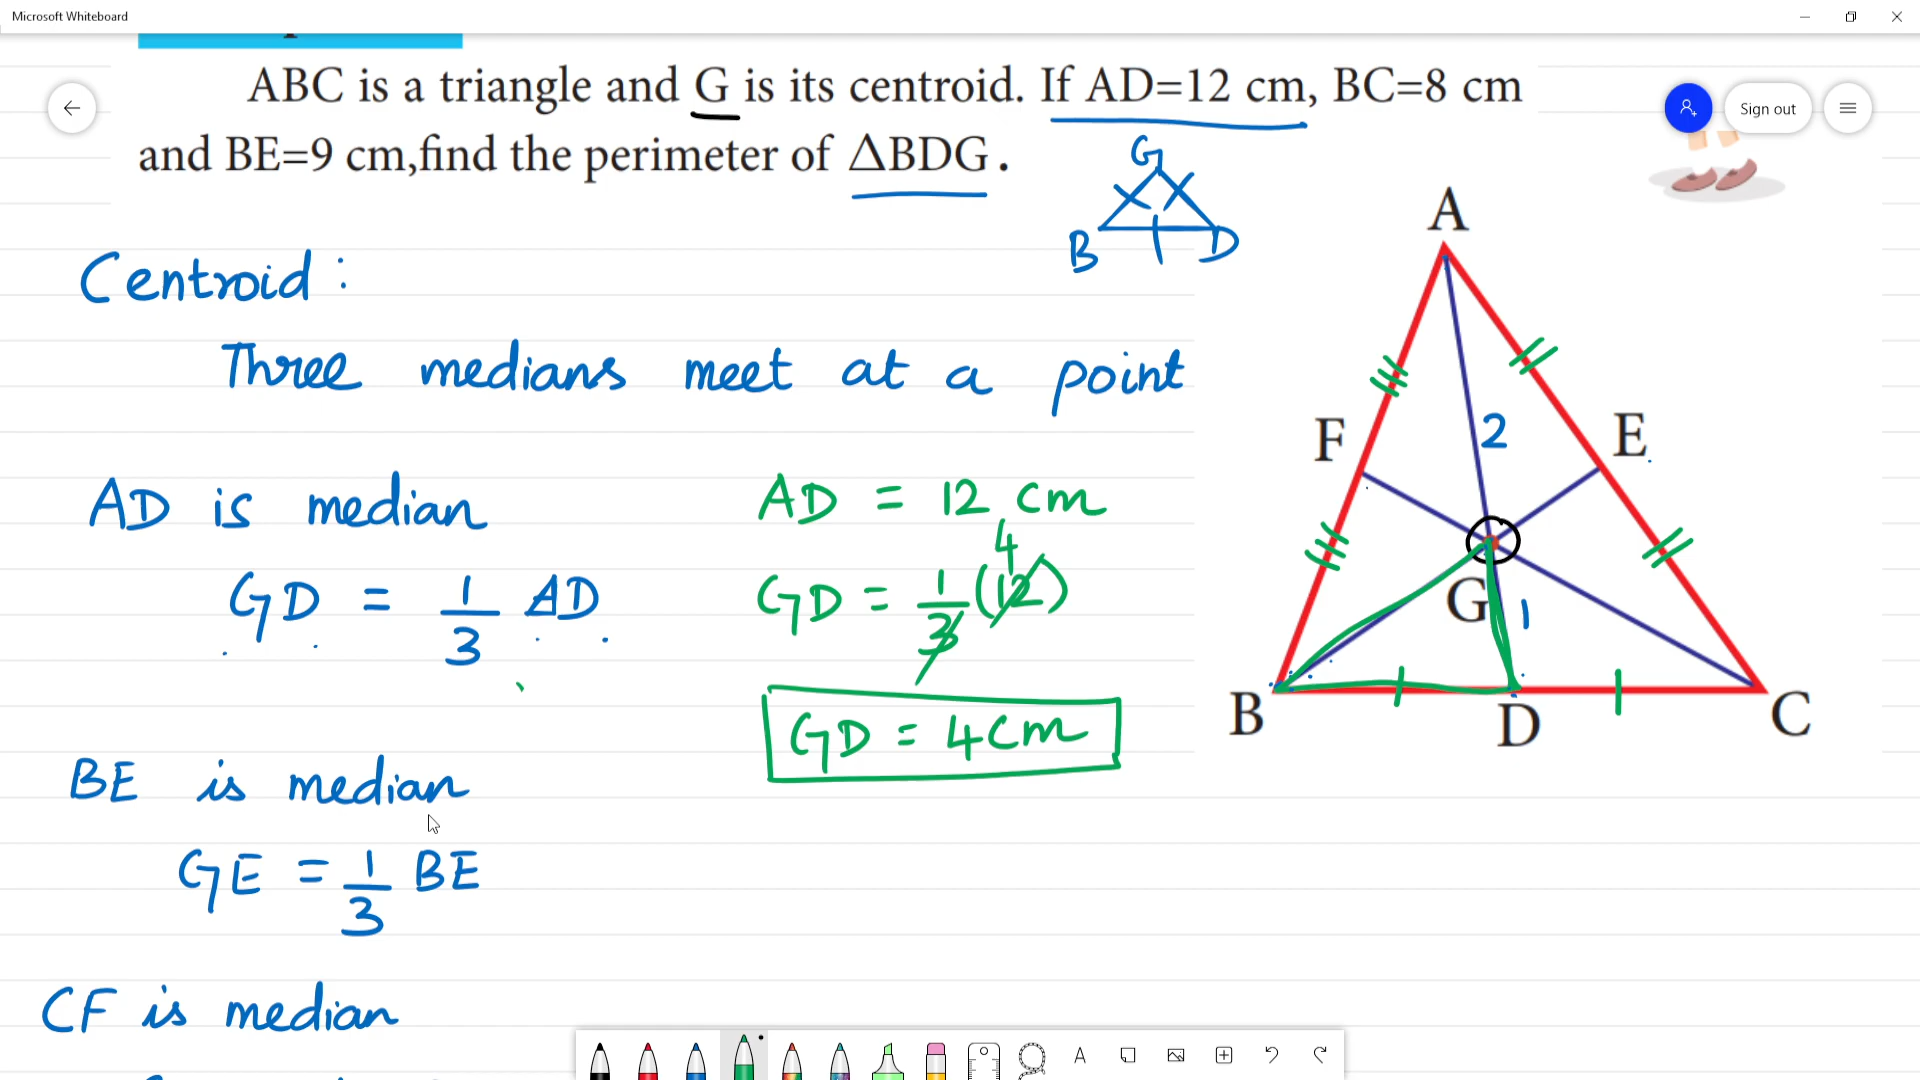 Microsoft Whiteboard
Sign out
ABC is a triangle and G is its centroid. If AD=12 cm, BC=8 cm
and BE=9 cm,find the perimeter of ΔBDG.
G
B D
Centroid :
Three medians meet at a point
AD is median
GD = 1/3 AD
BE is median
GE = 1/3 BE
CF is median
AD = 12 cm
4
GD = 1/3 (12)
GD = 4cm
A
2
F E
G 1
B D C
A